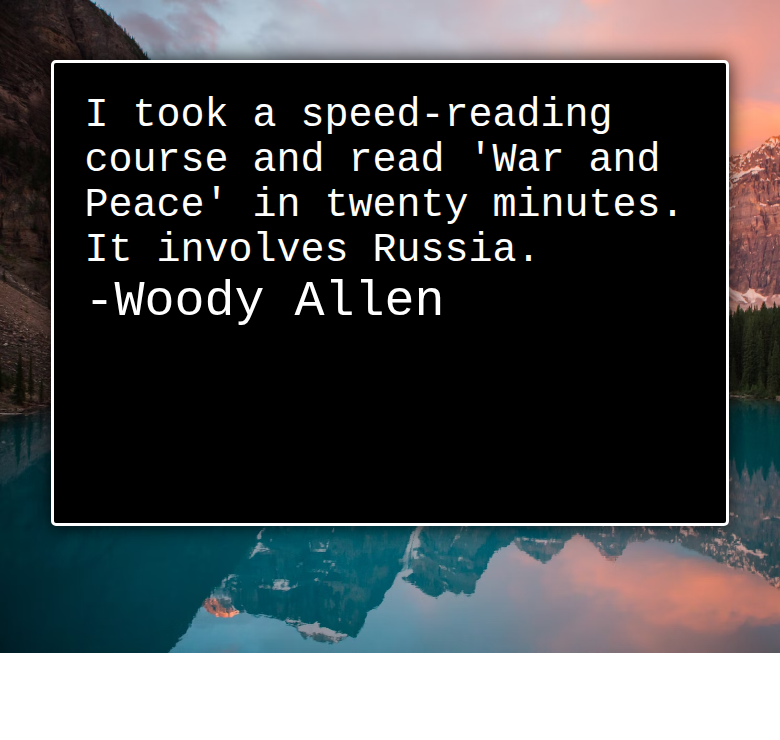 I took a speed-reading
course and read 'War and
Peace' in twenty minutes.
It involves Russia.
-Woody Allen